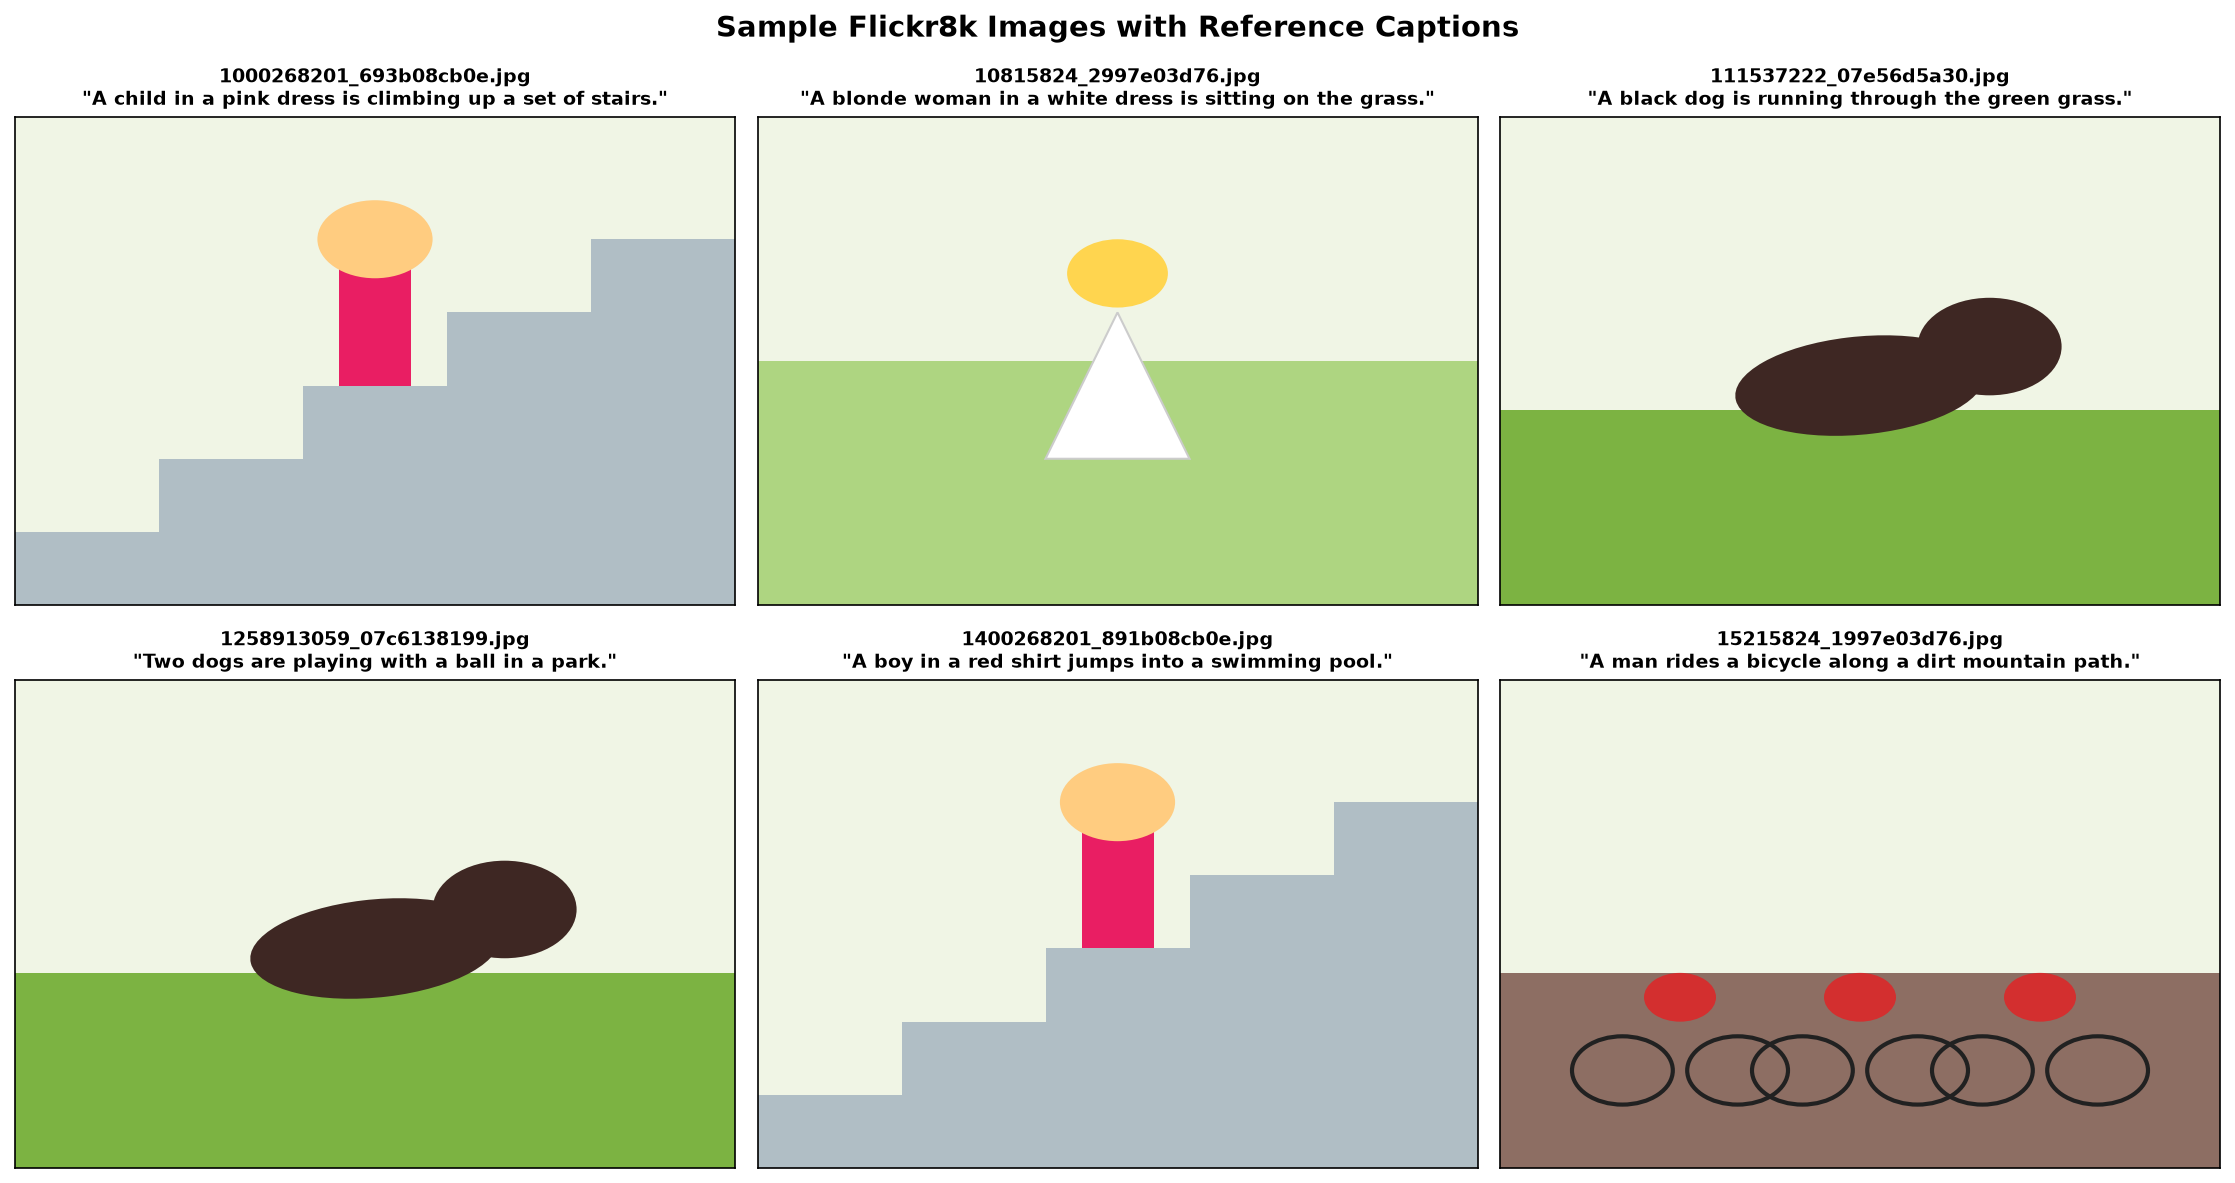 Sample Flickr8k Images with Reference Captions
1000268201_693b08cb0e.jpg
"A child in a pink dress is climbing up a set of stairs."
10815824_2997e03d76.jpg
"A blonde woman in a white dress is sitting on the grass."
111537222_07e56d5a30.jpg
"A black dog is running through the green grass."
1258913059_07c6138199.jpg
"Two dogs are playing with a ball in a park."
1400268201_891b08cb0e.jpg
"A boy in a red shirt jumps into a swimming pool."
15215824_1997e03d76.jpg
"A man rides a bicycle along a dirt mountain path."